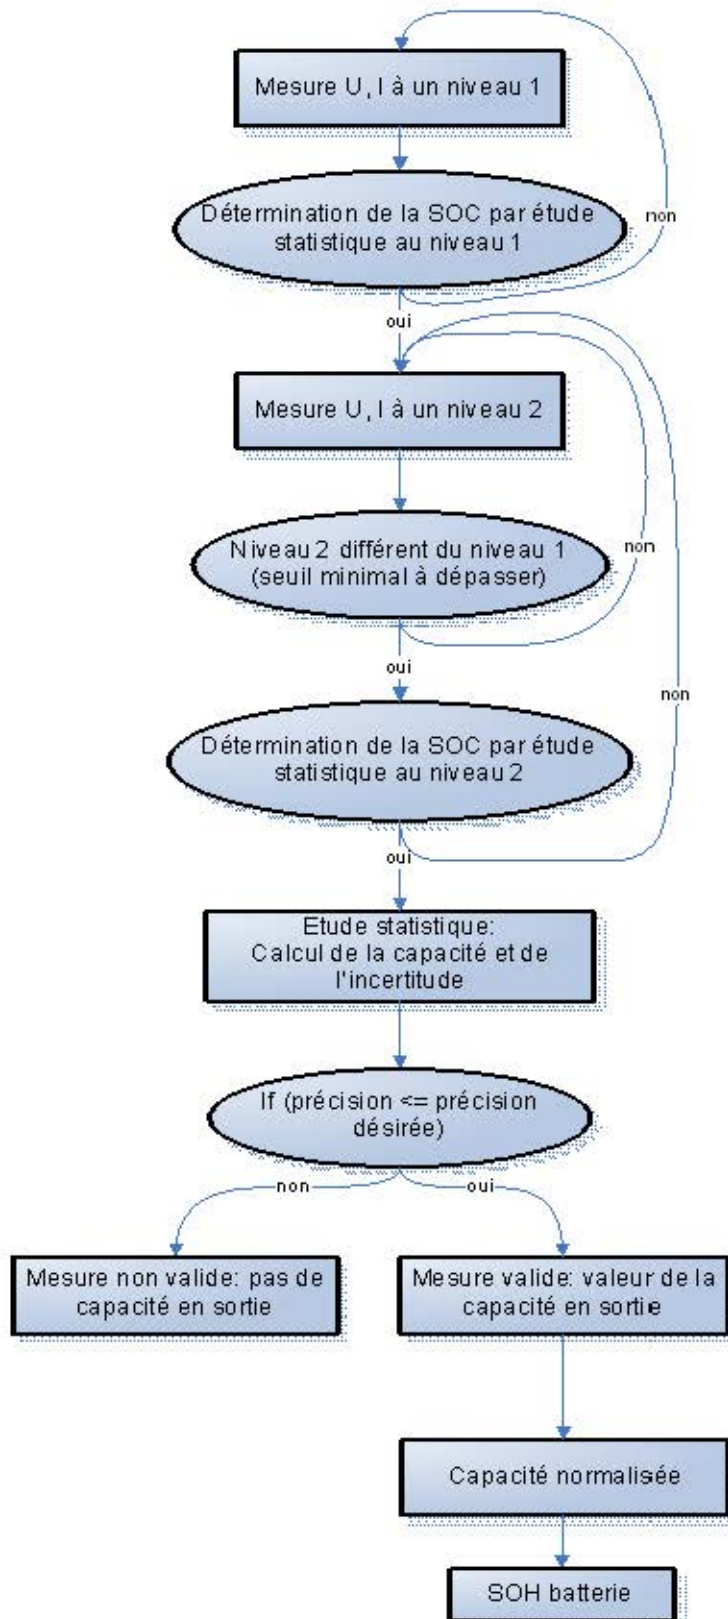 Mesure U, I à un niveau 1
Détermination de la SOC par étude
statistique au niveau 1
non
oui
Mesure U, I à un niveau 2
Niveau 2 différent du niveau 1
(seuil minimal à dépasser)
non
oui
non
Détermination de la SOC par étude
statistique au niveau 2
oui
Etude statistique:
Calcul de la capacité et de
l'incertitude
If (précision <= précision
désirée)
non
oui
Mesure non valide: pas de
capacité en sortie
Mesure valide: valeur de la
capacité en sortie
Capacité normalisée
SOH batterie